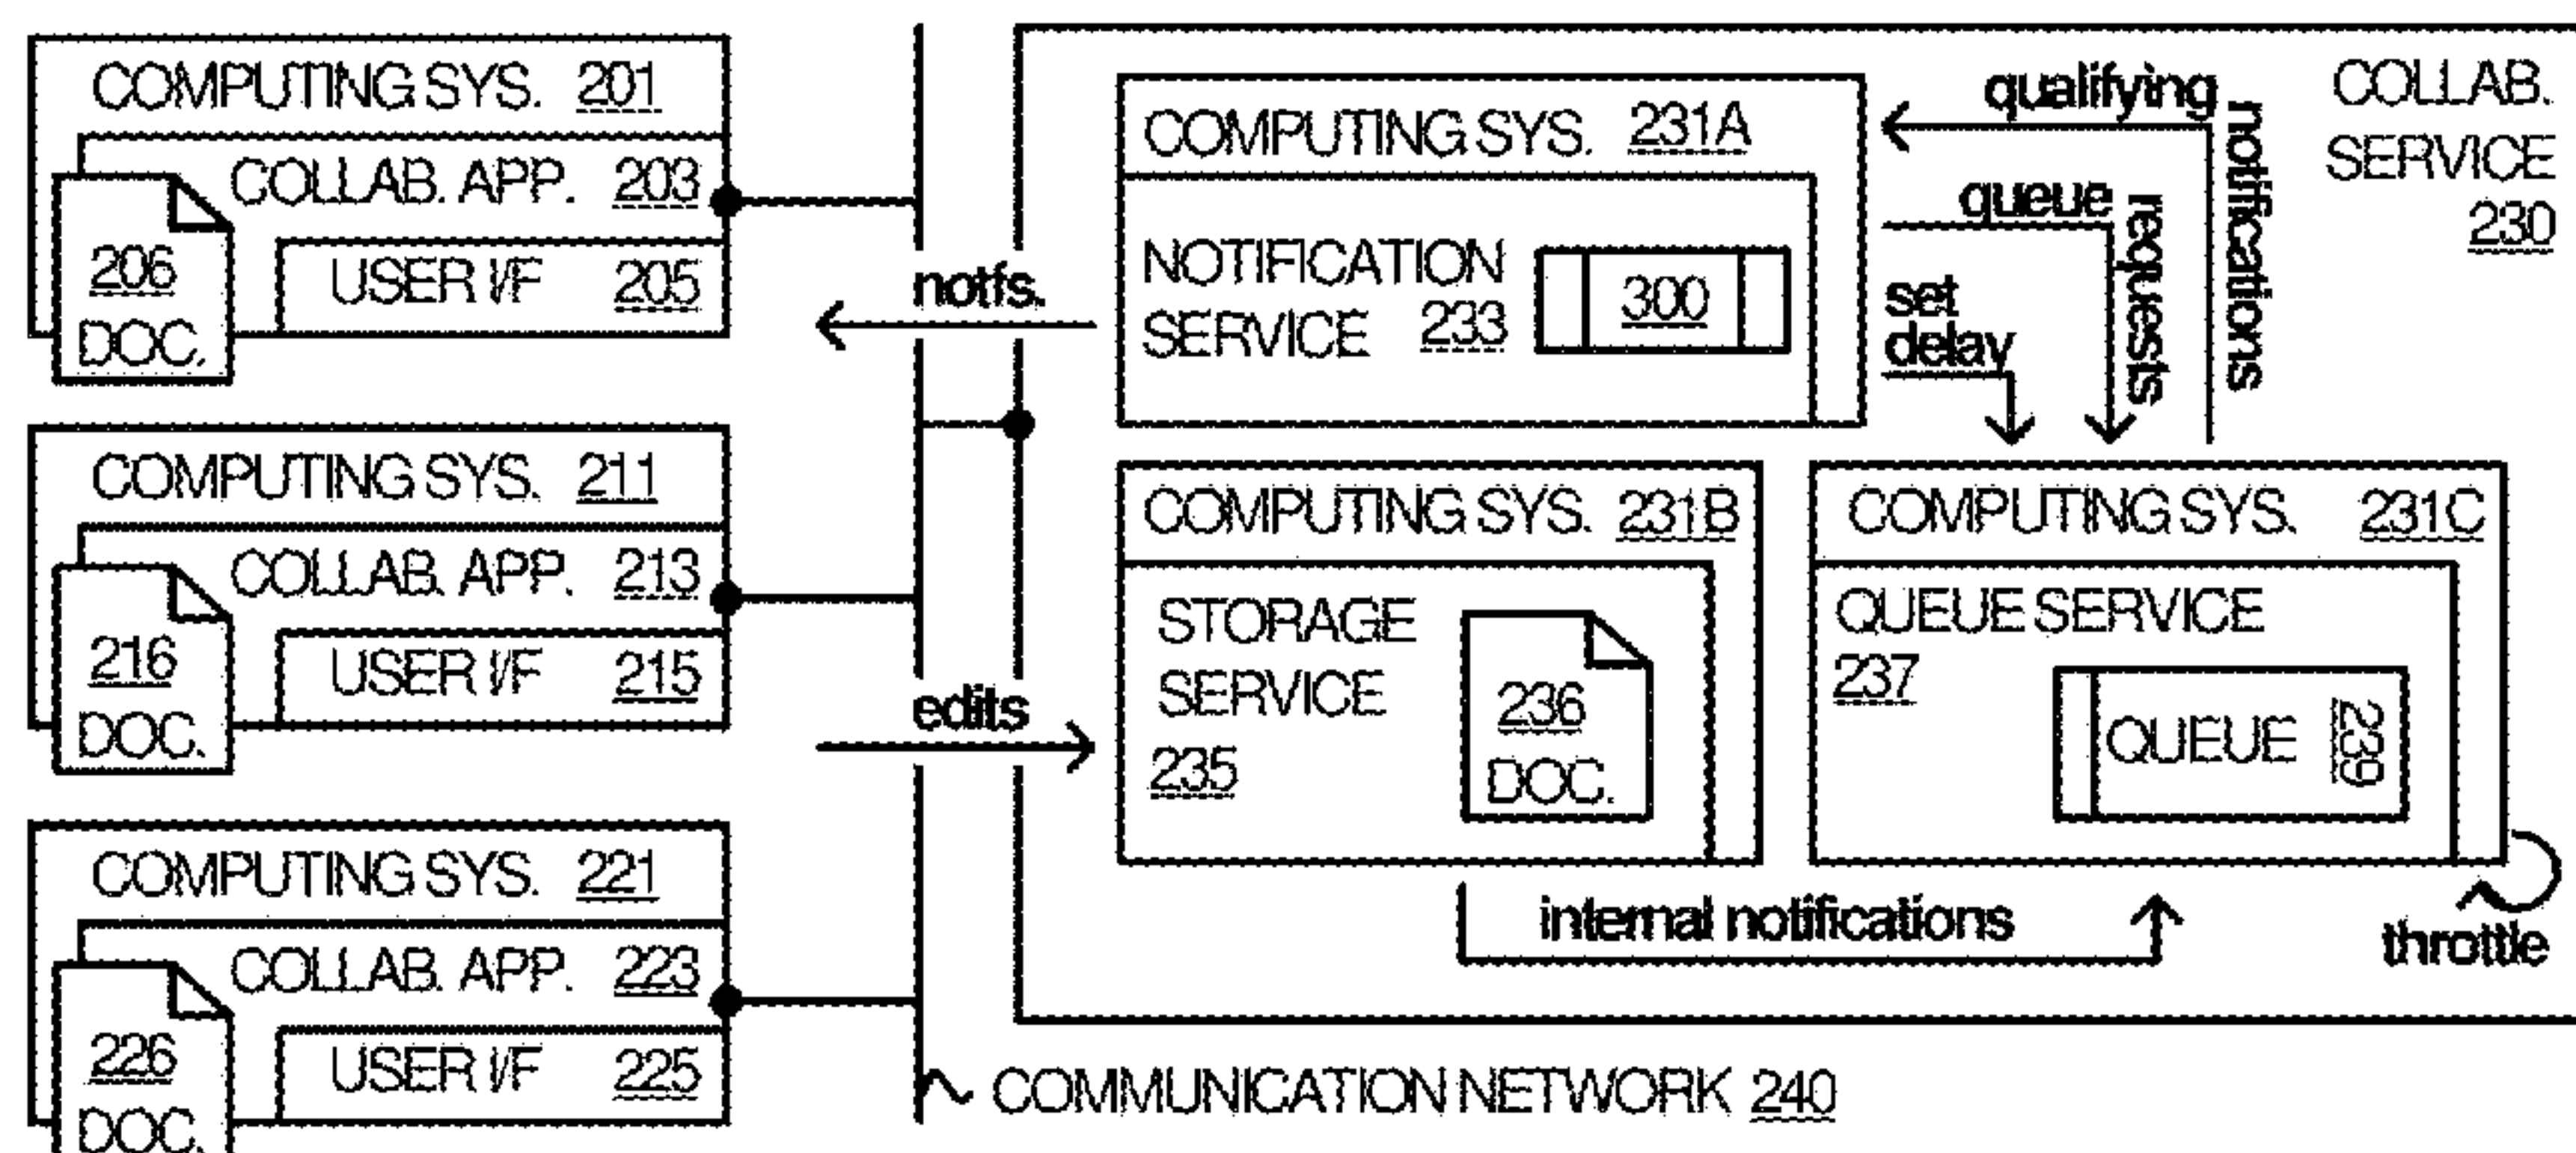 COMPUTING SYS. 201
COLLAB. APP. 203
206
DOC.
USER I/F 205
COMPUTING SYS. 211
COLLAB. APP. 213
216
DOC.
USER I/F 215
COMPUTING SYS. 221
COLLAB. APP. 223
226
DOC.
USER I/F 225
notfs.
edits
COLLAB.
SERVICE
230
COMPUTING SYS. 231A
NOTIFICATION
SERVICE 233
300
qualifying
notifications
queue
requests
set
delay
COMPUTING SYS. 231B
STORAGE
SERVICE
235
236
DOC.
COMPUTING SYS. 231C
QUEUE SERVICE
237
QUEUE 239
internal notifications
throttle
COMMUNICATION NETWORK 240